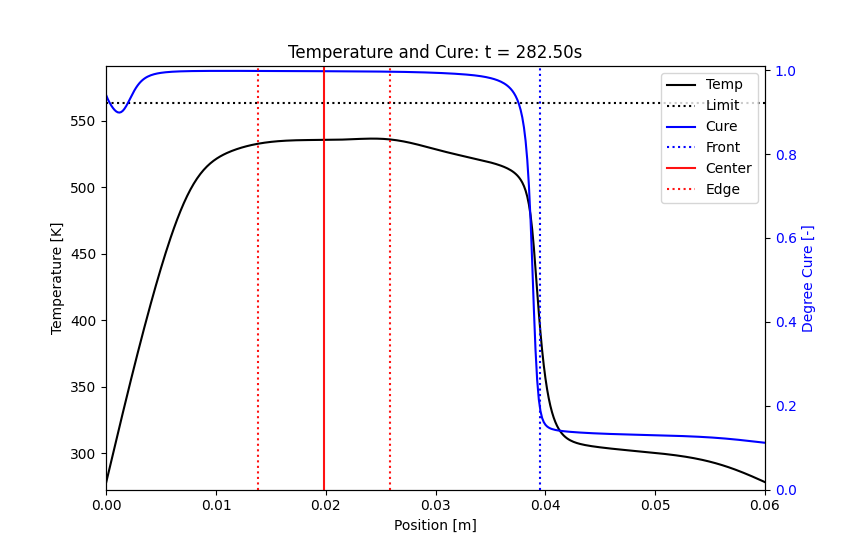 Temperature and Cure: t = 282.50s
Temperature [K]
550
500
450
400
350
300
Temp
Limit
Cure
Front
Center
Edge
1.0
0.8
0.6
0.4
0.2
0.0
Degree Cure [-]
0.00
0.01
0.02
0.03
0.04
0.05
0.06
Position [m]